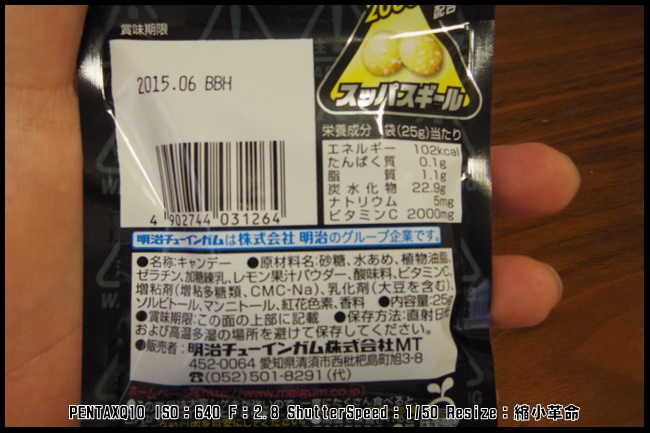 配合
賞味期限
2015.06 BBH
スッパスギール
栄養成分 1袋(25g)当たり
エネルギー 102kcal
たんぱく質 0.1g
脂質 1.1g
炭水化物 22.9g
ナトリウム 5mg
ビタミンC 2000mg
4 902744 031264
明治チューインガムは株式会社 明治のグループ企業です。
●名称:キャンデー ●原材料名:砂糖、水あめ、植物油脂、
ゼラチン、加糖練乳、レモン果汁パウダー、酸味料、ビタミンC、
増粘剤(増粘多糖類、CMC-Na)、乳化剤(大豆を含む)、
ソルビトール、マンニトール、紅花色素、香料 ●内容量:25g
●賞味期限:この面の上部に記載 ●保存方法:直射日光
および高温多湿の場所を避けて保存してください。
●販売者:明治チューインガム株式会社MT
452-0064 愛知県清須市西枇杷島町旭3-8
☎(052)501-8291(代)
ホームページ http://www.meigum.co.jp/
PENTAXQ10 ISO:640 F:2.8 ShutterSpeed:1/50 Resize:縮小革命